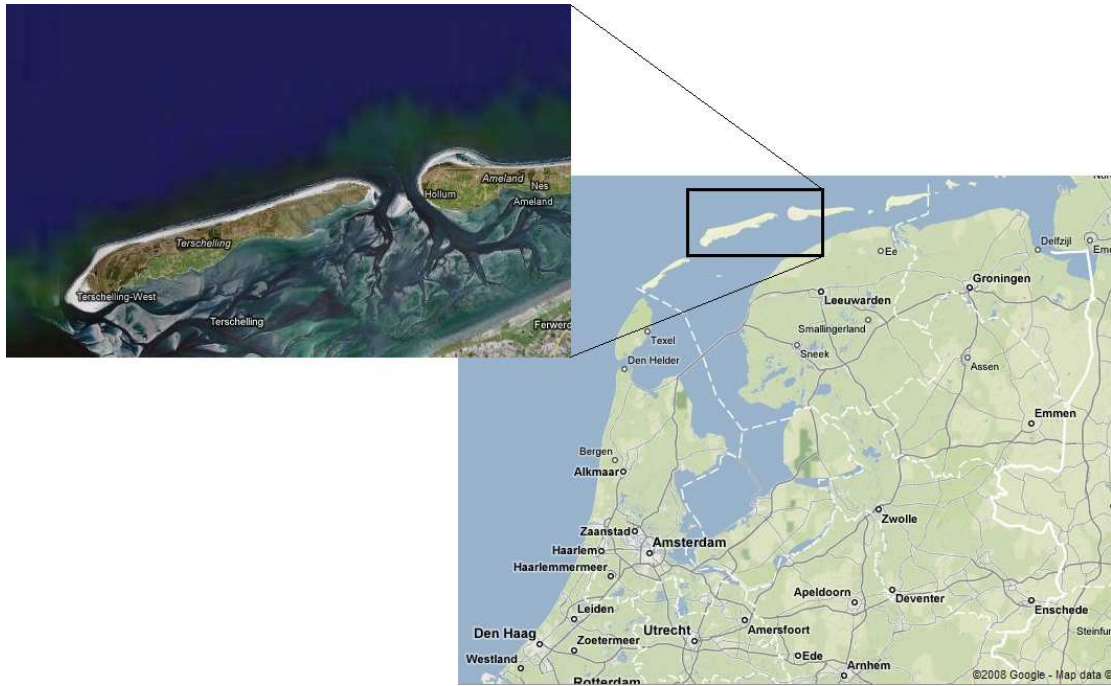 Ameland
Hollum
Nes
Ameland
Terschelling
Terschelling-West
Terschelling
Delfzijl
Ee
Groningen
Leeuwarden
Smallingerland
Texel
Sneek
Den Helder
Assen
Emmen
Bergen
Alkmaar
Zwolle
Zaanstad
Amsterdam
Haarlem
Haarlemmermeer
Apeldoorn
Deventer
Enschede
Leiden
Den Haag
Utrecht
Amersfoort
Zoetermeer
Westland
Ede
Arnhem
Rotterdam
©2008 Google - Map data ©